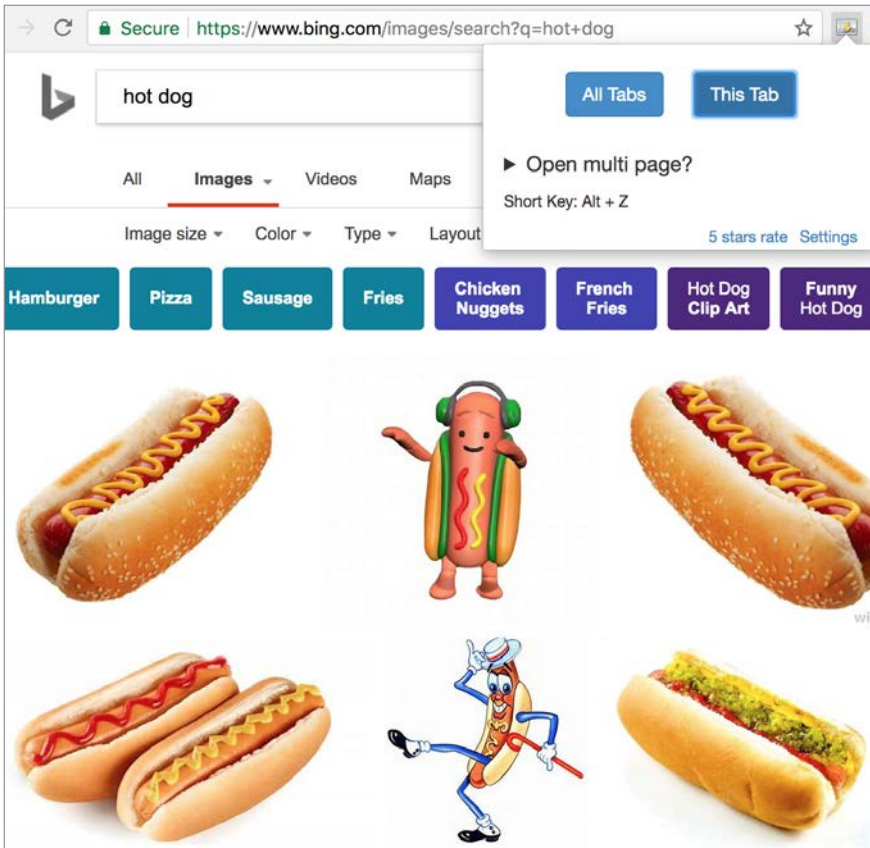 Secure https://www.bing.com/images/search?q=hot+dog
hot dog
All Tabs This Tab
Open multi page?
Short Key: Alt + Z
5 stars rate Settings
All Images Videos Maps
Image size Color Type Layout
Hamburger Pizza Sausage Fries Chicken Nuggets French Fries Hot Dog Clip Art Funny Hot Dog